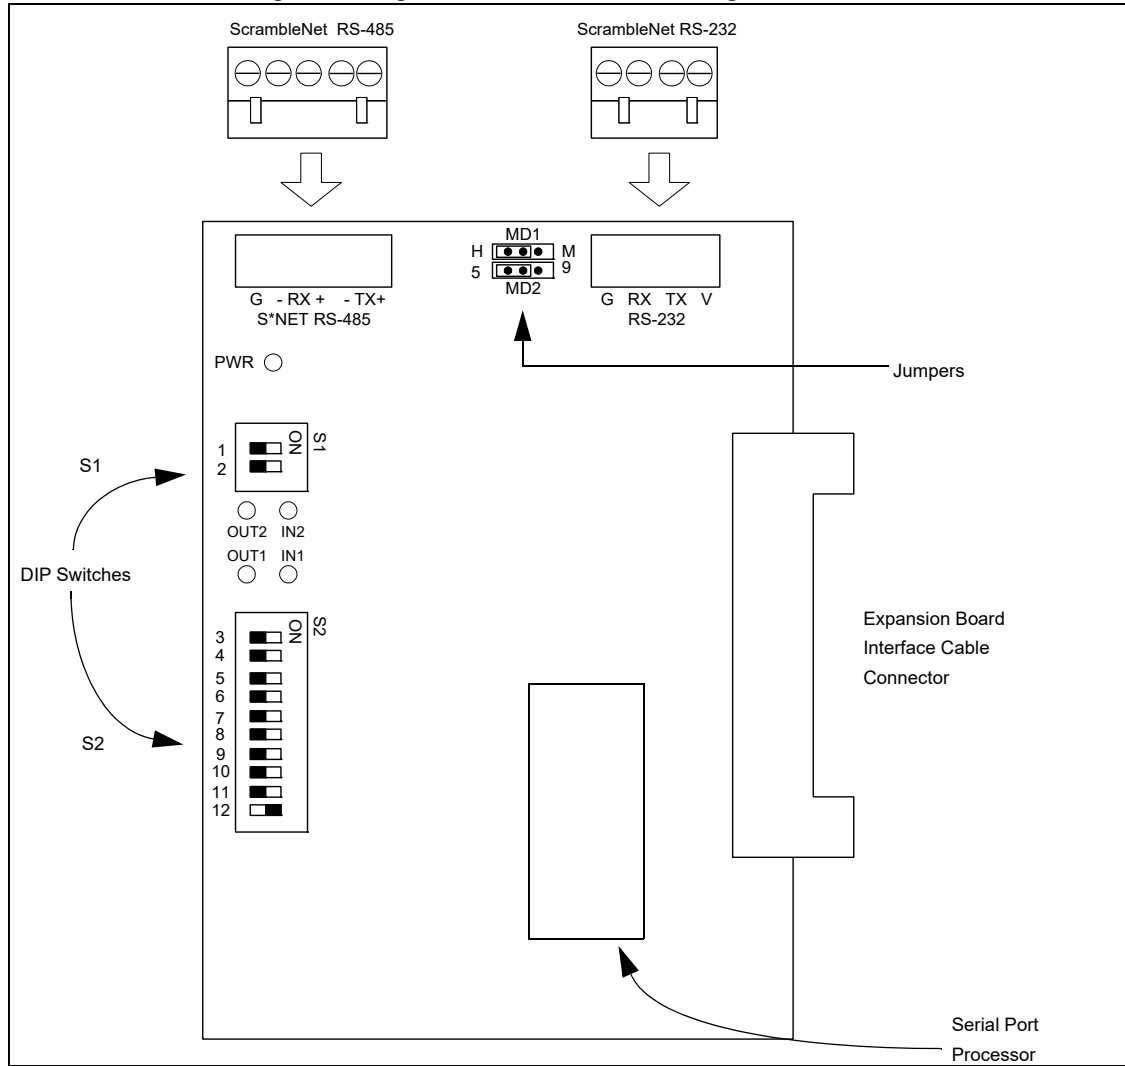 ScrambleNet RS-485
ScrambleNet RS-232
MD1
H
M
5
9
MD2
G - RX + - TX+
S*NET RS-485
G RX TX V
RS-232
PWR
Jumpers
S1
ON
1
2
S1
OUT2 IN2
OUT1 IN1
DIP Switches
S2
ON
3
4
5
6
7
8
9
10
11
12
S2
Expansion Board
Interface Cable
Connector
Serial Port
Processor